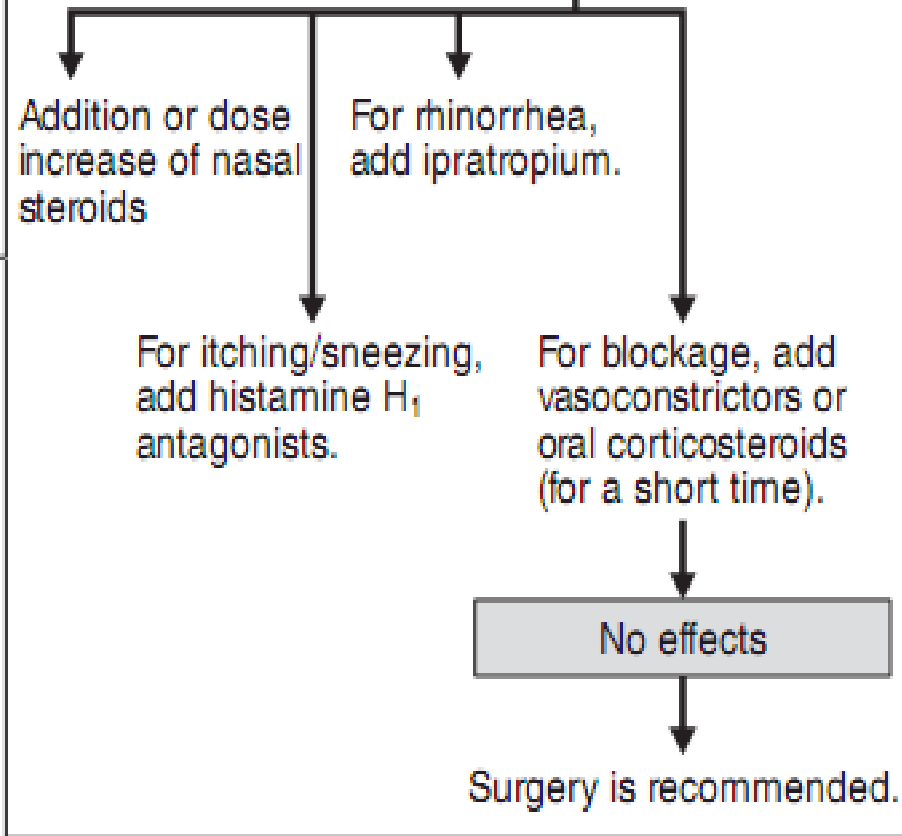 Addition or dose
increase of nasal
steroids
For rhinorrhea,
add ipratropium.
For itching/sneezing,
add histamine H₁
antagonists.
For blockage, add
vasoconstrictors or
oral corticosteroids
(for a short time).
No effects
Surgery is recommended.